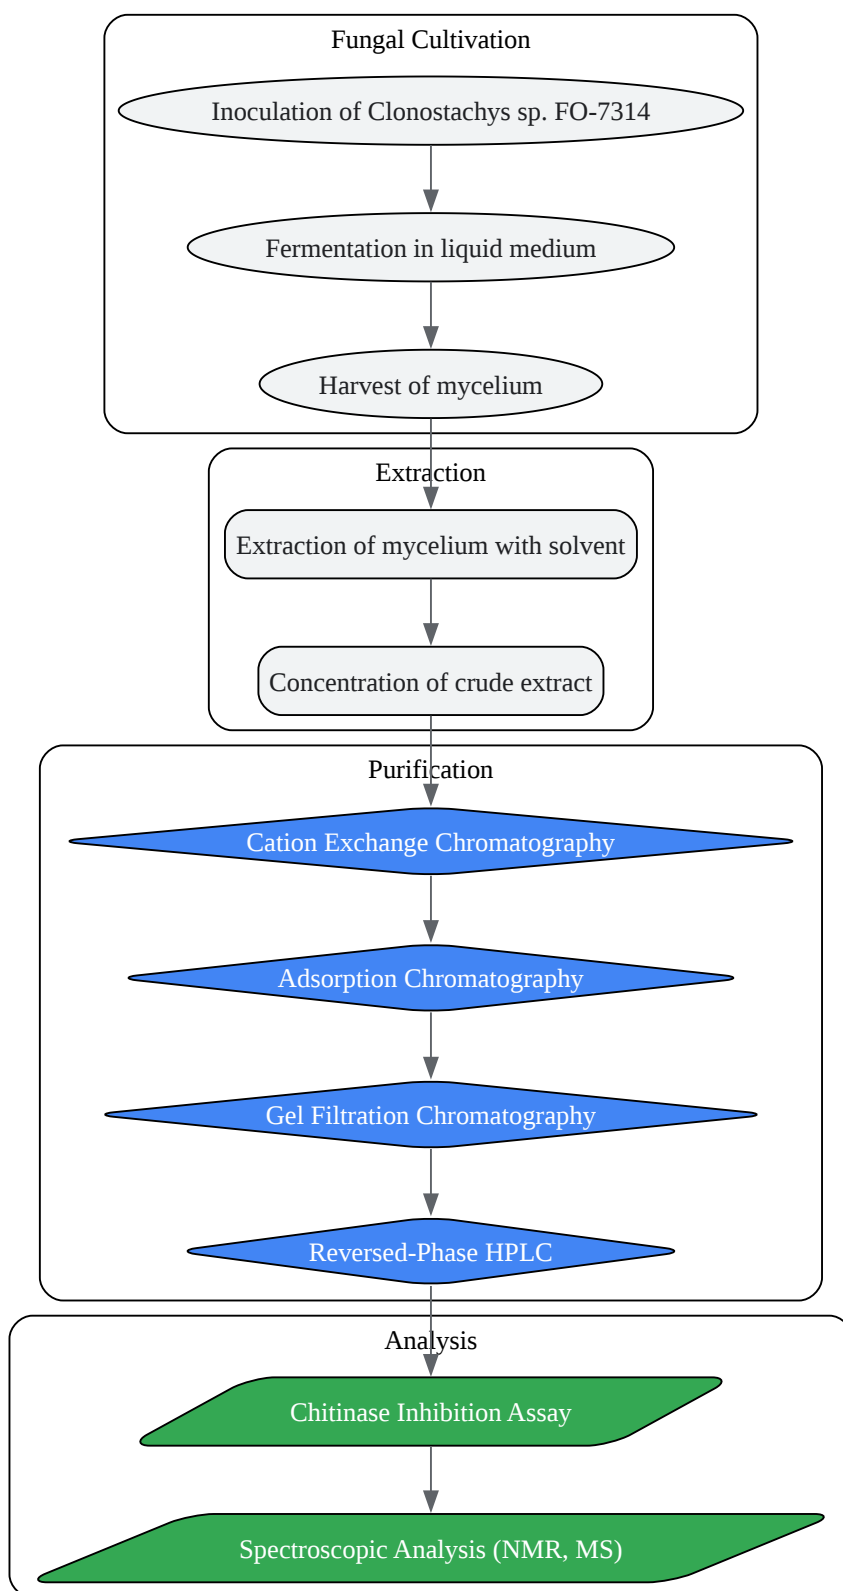 Fungal Cultivation
Inoculation of Clonostachys sp. FO-7314
Fermentation in liquid medium
Harvest of mycelium
Extraction
Extraction of mycelium with solvent
Concentration of crude extract
Purification
Cation Exchange Chromatography
Adsorption Chromatography
Gel Filtration Chromatography
Reversed-Phase HPLC
Analysis
Chitinase Inhibition Assay
Spectroscopic Analysis (NMR, MS)